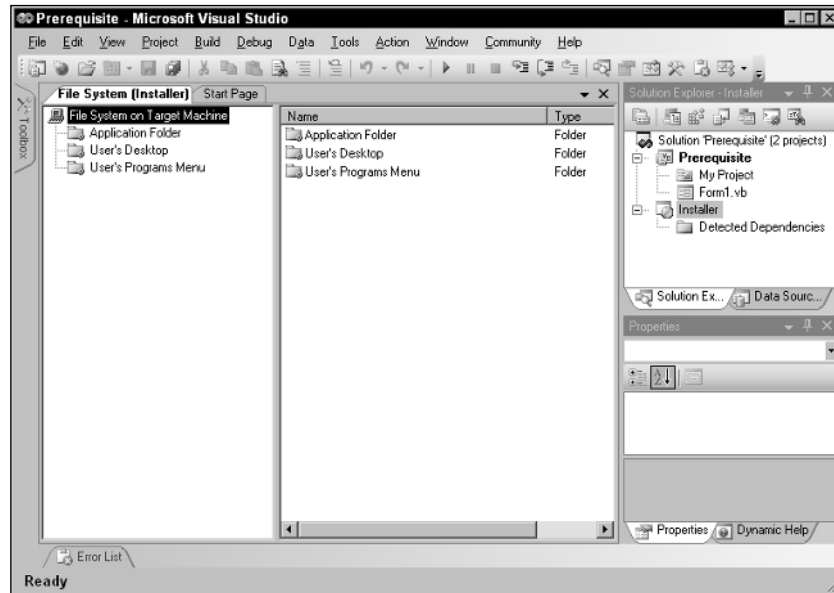 Prerequisite - Microsoft Visual Studio
File Edit View Project Build Debug Data Tools Action Window Community Help
Toolbox
File System (Installer) Start Page
File System on Target Machine
Application Folder
User's Desktop
User's Programs Menu
Name Type
Application Folder Folder
User's Desktop Folder
User's Programs Menu Folder
Solution Explorer - Installer
Solution 'Prerequisite' (2 projects)
Prerequisite
My Project
Form1.vb
Installer
Detected Dependencies
Solution Ex... Data Sourc...
Properties
Properties Dynamic Help
Error List
Ready